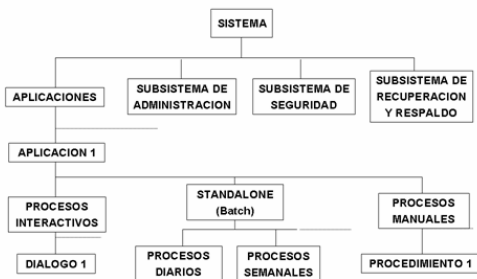 SISTEMA
APLICACIONES
SUBSISTEMA DE
ADMINISTRACION
SUBSISTEMA DE
SEGURIDAD
SUBSISTEMA DE
RECUPERACION
Y RESPALDO
APLICACION 1
PROCESOS
INTERACTIVOS
STANDALONE
(Batch)
PROCESOS
MANUALES
DIALOGO 1
PROCESOS
DIARIOS
PROCESOS
SEMANALES
PROCEDIMIENTO 1